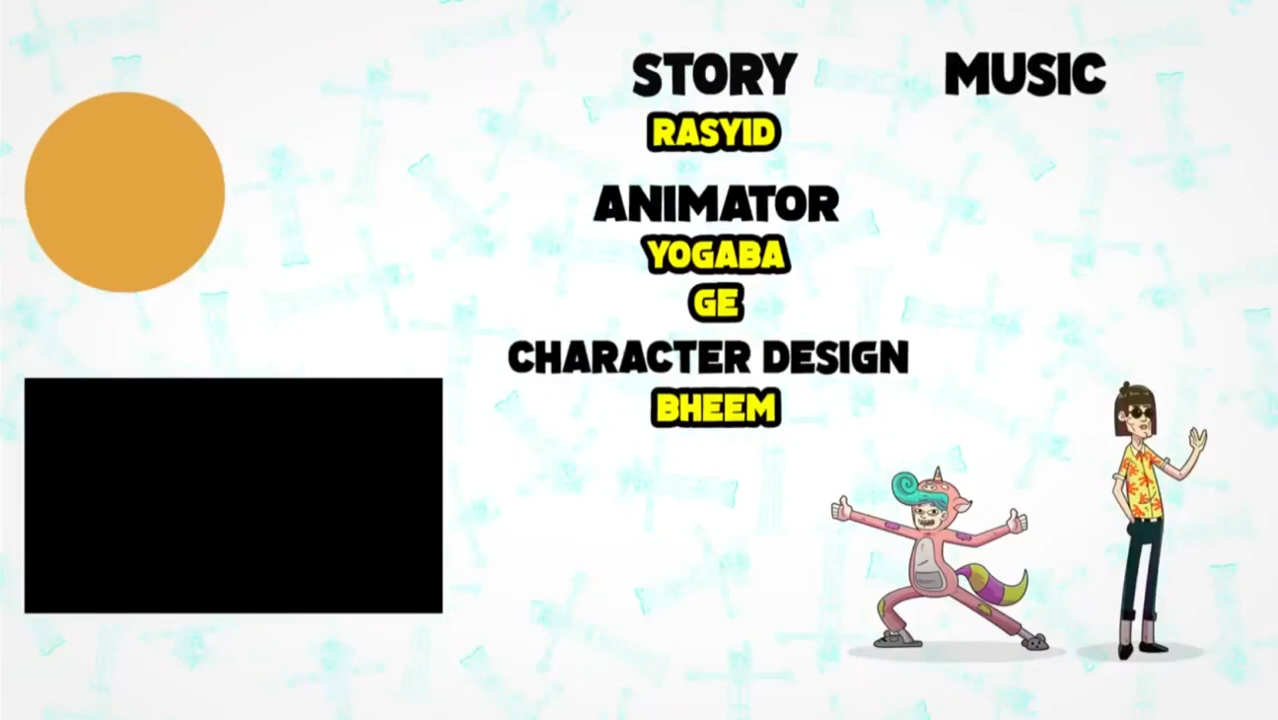 STORY
RASYID
ANIMATOR
YOGABA
GE
CHARACTER DESIGN
BHEEM
MUSIC